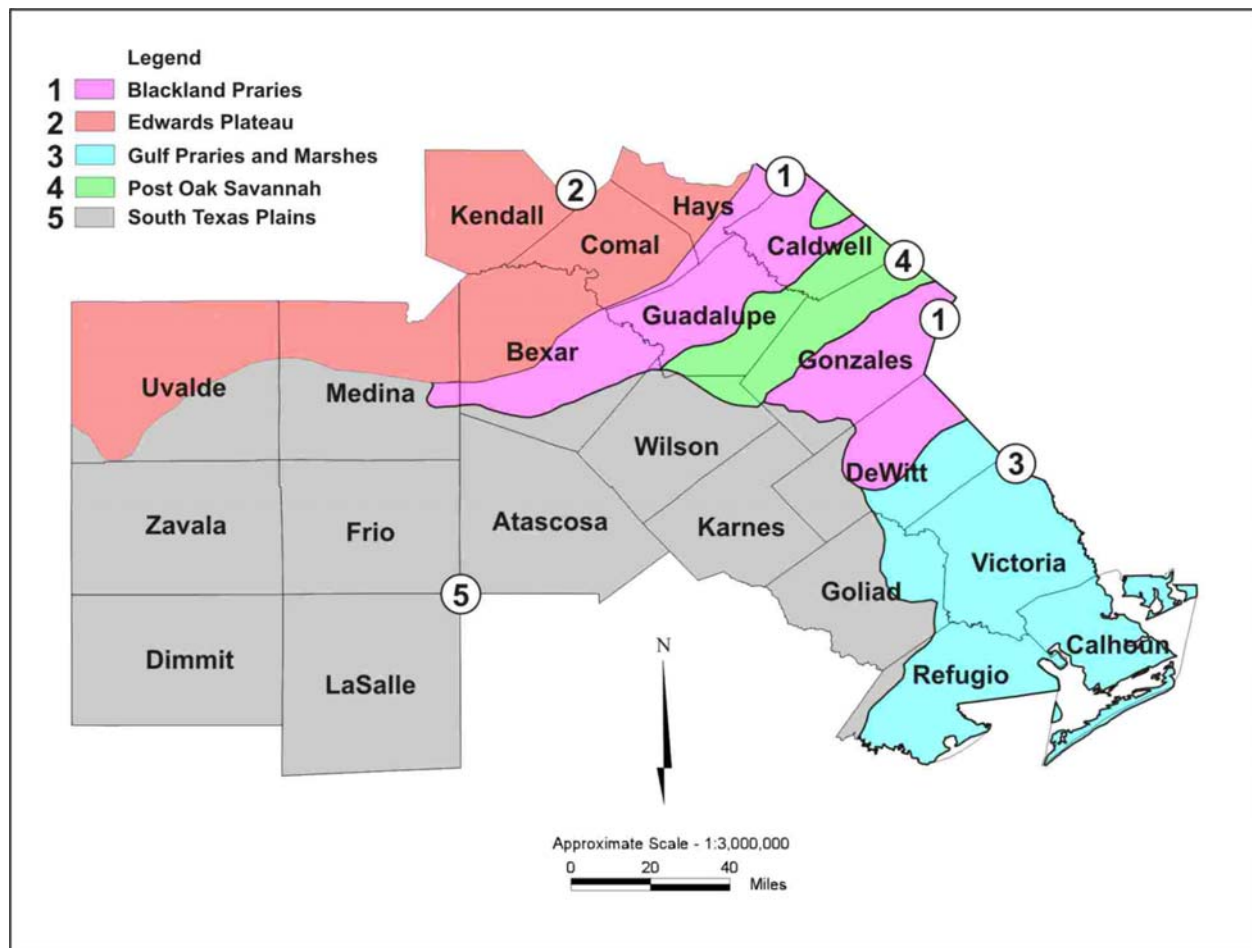 Legend
1 Blackland Praries
2 Edwards Plateau
3 Gulf Praries and Marshes
4 Post Oak Savannah
5 South Texas Plains
2
1
Kendall
Hays
Comal
Caldwell
4
Guadalupe
1
Bexar
Gonzales
Uvalde
Medina
Wilson
DeWitt
3
Zavala
Frio
Atascosa
Karnes
Victoria
5
Goliad
Calhoun
Dimmit
LaSalle
Refugio
N
Approximate Scale - 1:3,000,000
0 20 40
Miles